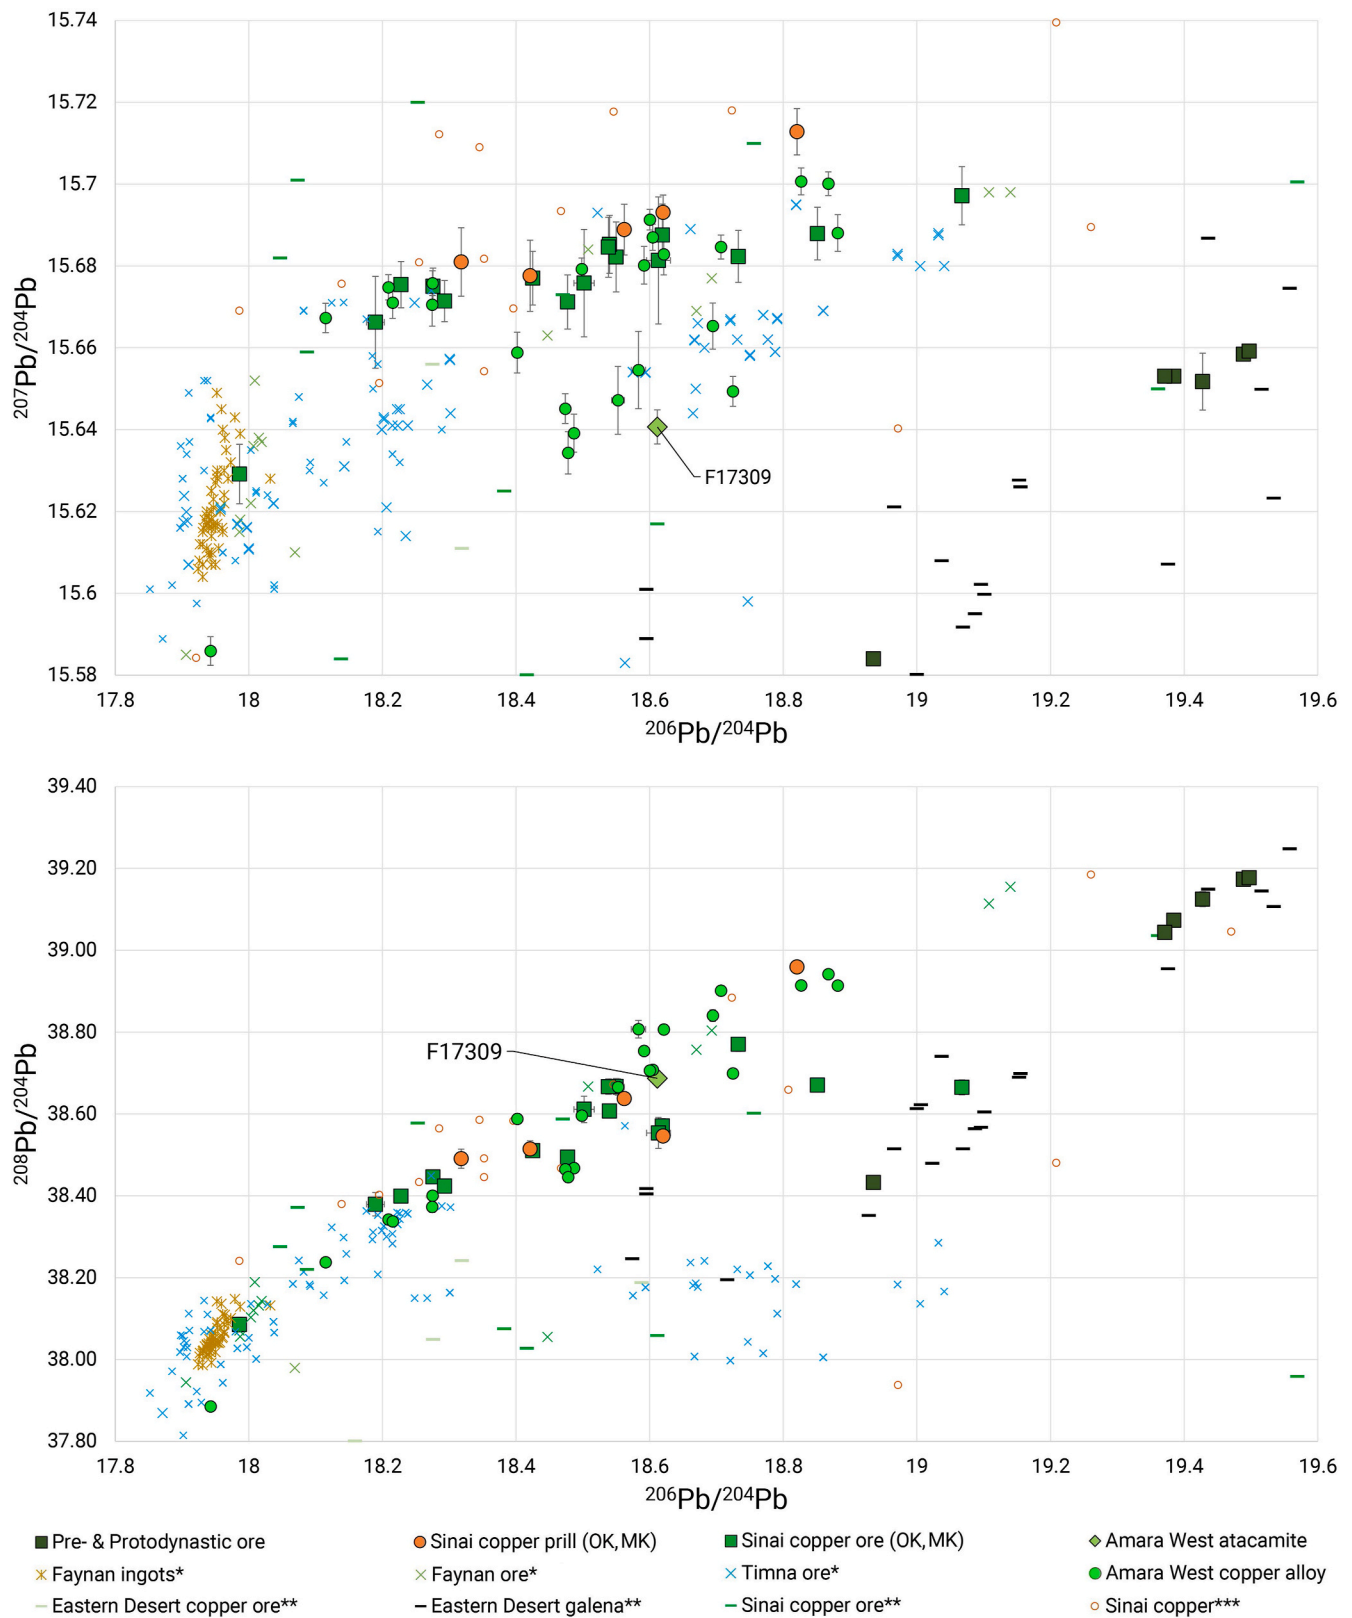 15.74
15.72
15.7
15.68
15.66
15.64
15.62
15.6
15.58
207Pb/204Pb
F17309
17.8 18 18.2 18.4 18.6 18.8 19 19.2 19.4 19.6
206Pb/204Pb
39.40
39.20
39.00
38.80
38.60
38.40
38.20
38.00
37.80
208Pb/204Pb
F17309
17.8 18 18.2 18.4 18.6 18.8 19 19.2 19.4 19.6
206Pb/204Pb
Pre- & Protodynastic ore Sinai copper prill (OK,MK) Sinai copper ore (OK,MK) Amara West atacamite
Faynan ingots* Faynan ore* Timna ore* Amara West copper alloy
Eastern Desert copper ore** Eastern Desert galena** Sinai copper ore** Sinai copper***